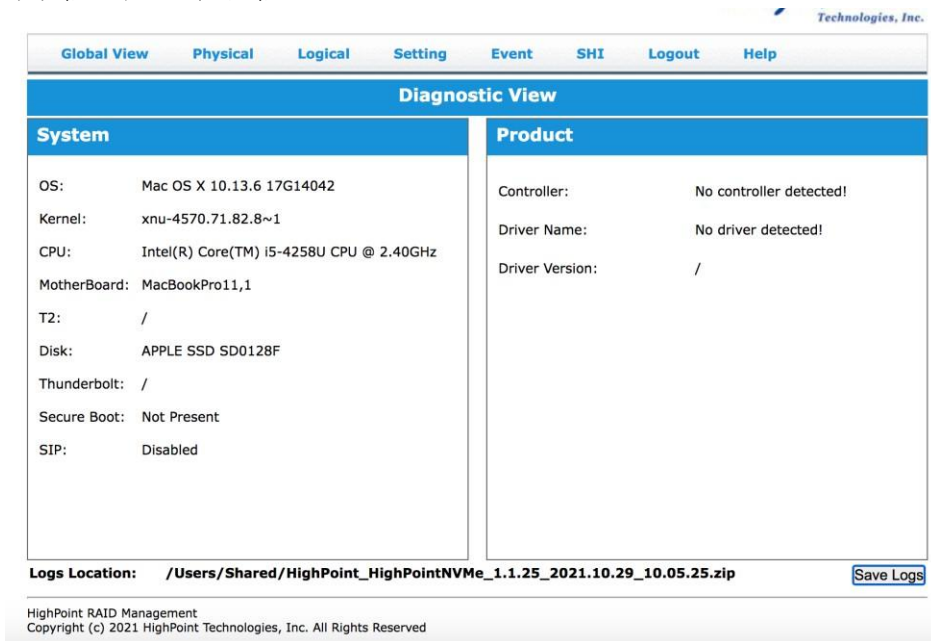 Technologies, Inc.
Global View Physical Logical Setting Event SHI Logout Help
Diagnostic View
System
OS: Mac OS X 10.13.6 17G14042
Kernel: xnu-4570.71.82.8~1
CPU: Intel(R) Core(TM) i5-4258U CPU @ 2.40GHz
MotherBoard: MacBookPro11,1
T2: /
Disk: APPLE SSD SD0128F
Thunderbolt: /
Secure Boot: Not Present
SIP: Disabled
Product
Controller: No controller detected!
Driver Name: No driver detected!
Driver Version: /
Logs Location: /Users/Shared/HighPoint_HighPointNVMe_1.1.25_2021.10.29_10.05.25.zip
Save Logs
HighPoint RAID Management
Copyright (c) 2021 HighPoint Technologies, Inc. All Rights Reserved